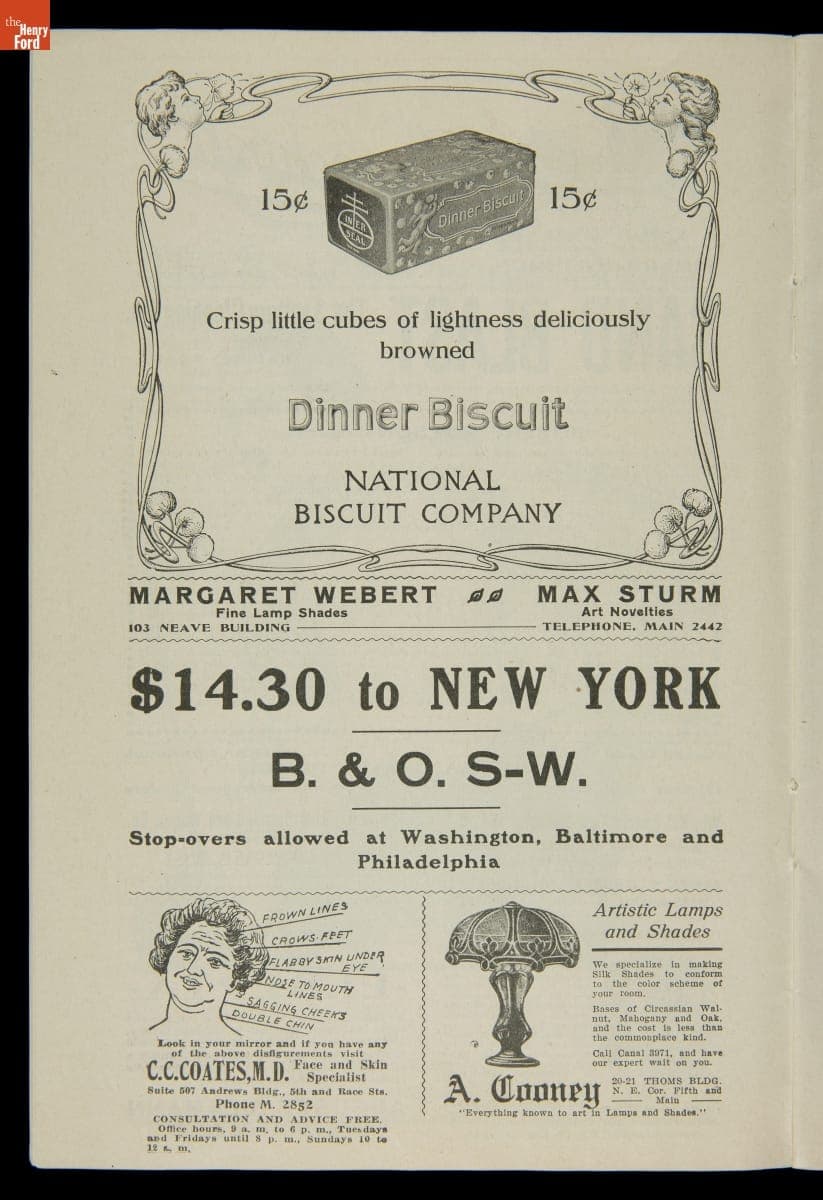 the
Henry
Ford
15¢
15¢
INER
SEAL
Dinner Biscuit
Crisp little cubes of lightness deliciously
browned
Dinner Biscuit
NATIONAL
BISCUIT COMPANY
MARGARET WEBERT
Fine Lamp Shades
103 NEAVE BUILDING
MAX STURM
Art Novelties
TELEPHONE, MAIN 2442
$14.30 to NEW YORK
B. & O. S-W.
Stop-overs allowed at Washington, Baltimore and
Philadelphia
FROWN LINES
CROWS-FEET
FLABBY SKIN UNDER
EYE
NOSE TO MOUTH
LINES
SAGGING CHEEKS
DOUBLE CHIN
Look in your mirror and if you have any
of the above disfigurements visit
C.C.COATES, M.D. Face and Skin
Specialist
Suite 507 Andrews Bldg., 5th and Race Sts.
Phone M. 2852
CONSULTATION AND ADVICE FREE.
Office hours, 9 a. m. to 6 p. m., Tuesdays
and Fridays until 8 p. m., Sundays 10 to
12 a. m.
Artistic Lamps
and Shades
We specialize in making
Silk Shades to conform
to the color scheme of
your room.
Bases of Circassian Wal-
nut, Mahogany and Oak,
and the cost is less than
the commonplace kind.
Call Canal 3971, and have
our expert wait on you.
A. Cooney
20-21 THOMS BLDG.
N. E. Cor. Fifth and
Main
"Everything known to art in Lamps and Shades."